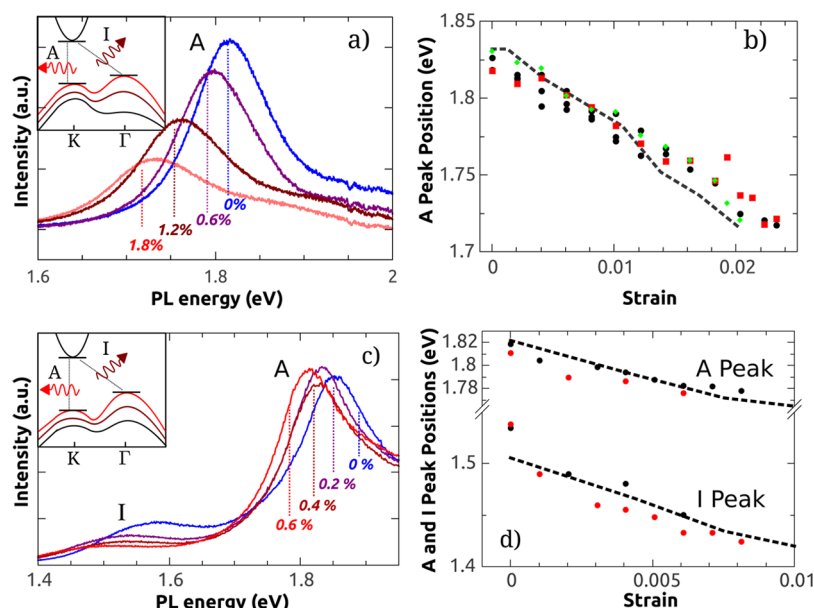 A
I
K
Γ
A
a)
0%
0.6%
1.2%
1.8%
Intensity (a.u.)
1.6
1.8
2
PL energy (eV)
b)
A Peak Position (eV)
1.85
1.8
1.75
1.7
0
0.01
0.02
Strain
A
I
K
Γ
A
c)
I
0 %
0.2 %
0.4 %
0.6 %
Intensity (a.u.)
1.4
1.6
1.8
PL energy (eV)
A and I Peak Positions (eV)
1.82
1.8
1.78
1.5
1.4
A Peak
I Peak
d)
0
0.005
0.01
Strain